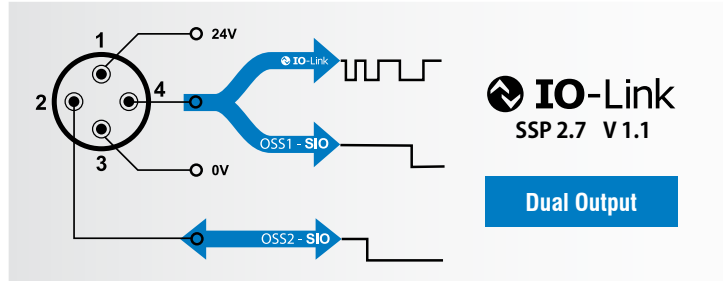 1
24V
IO-Link
2
4
IO-Link
SSP 2.7 V 1.1
OSS1 - SIO
3
0V
Dual Output
OSS2 - SIO